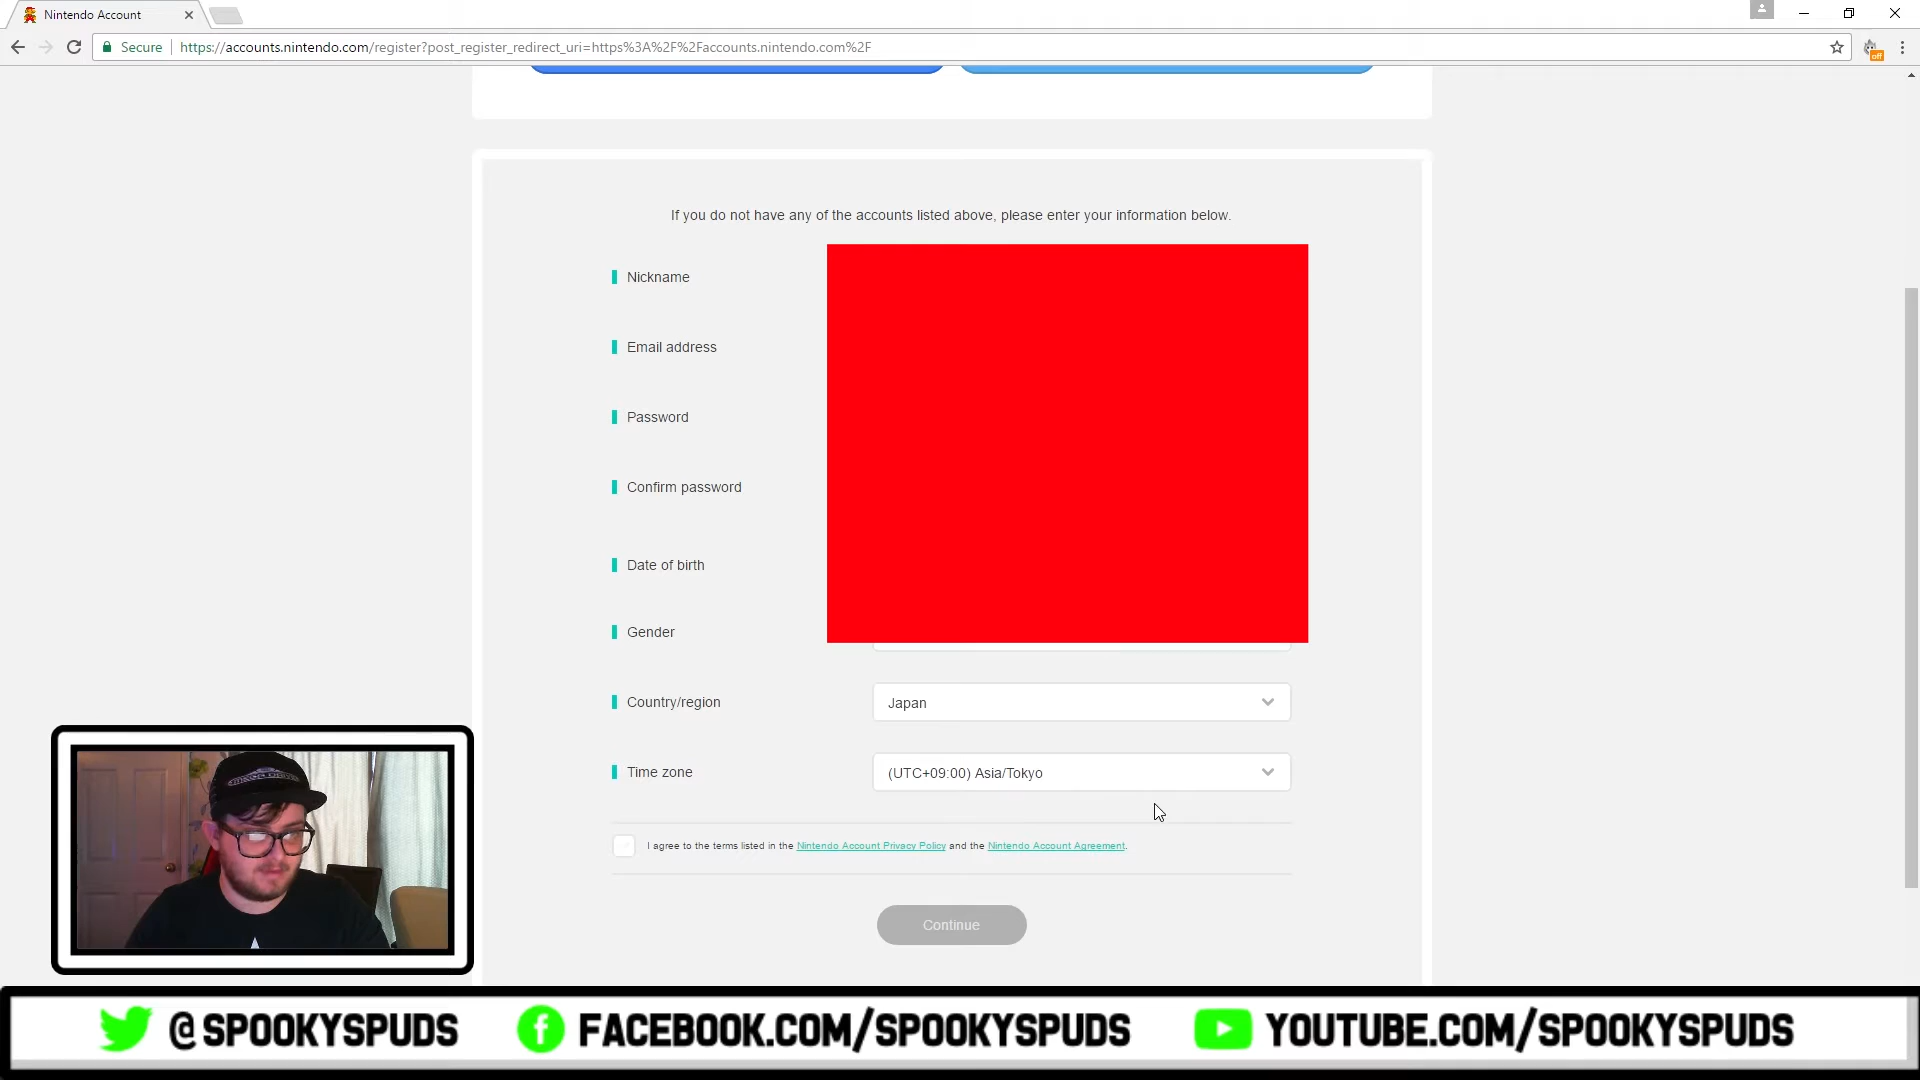 Nintendo Account
Secure
https://accounts.nintendo.com/register?post_register_redirect_uri=https%3A%2F%2Faccounts.nintendo.com%2F
off
If you do not have any of the accounts listed above, please enter your information below.
Nickname
Email address
Password
Confirm password
Date of birth
Gender
Country/region
Japan
Time zone
(UTC+09:00) Asia/Tokyo
I agree to the terms listed in the Nintendo Account Privacy Policy and the Nintendo Account Agreement.
Continue
@SPOOKYSPUDS
FACEBOOK.COM/SPOOKYSPUDS
YOUTUBE.COM/SPOOKYSPUDS